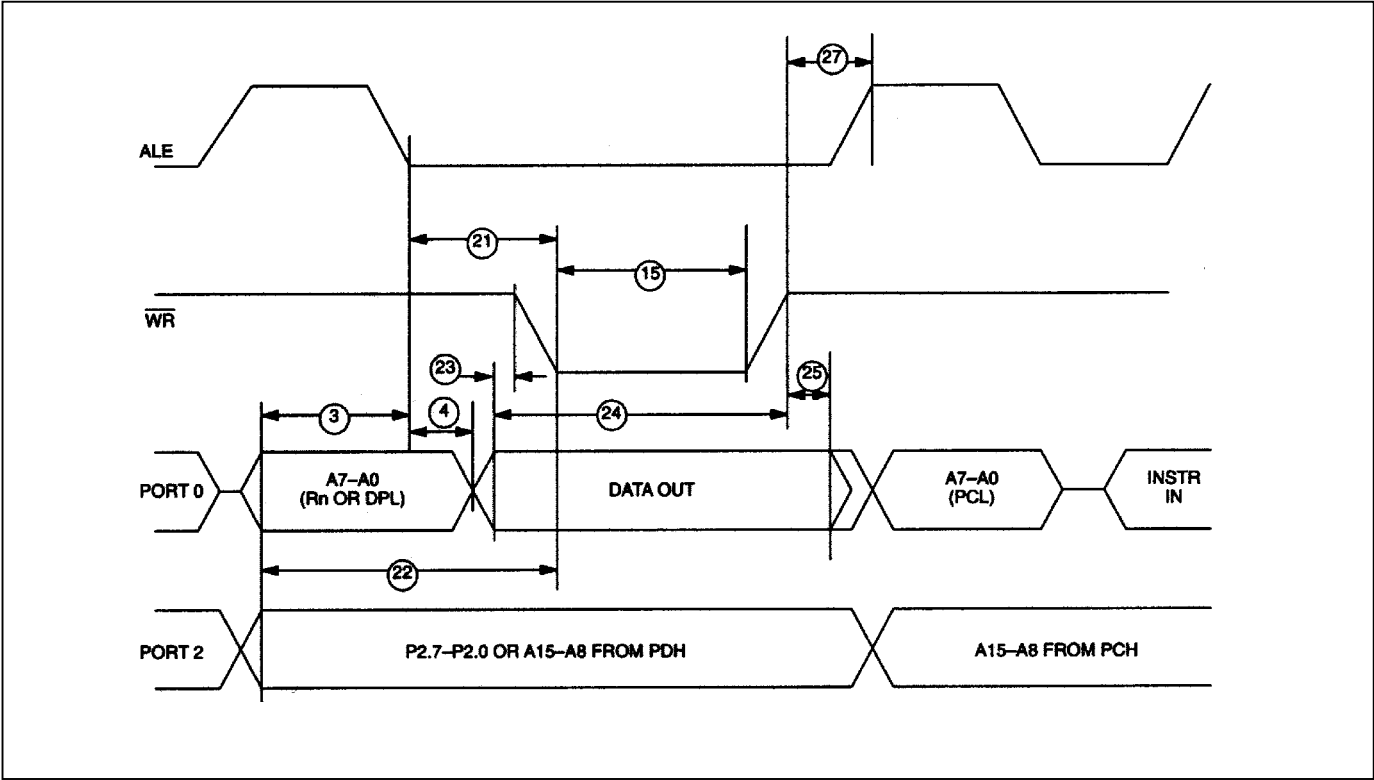 27
ALE
21
15
WR
23
25
3
4
24
PORT 0
A7–A0
(Rn OR DPL)
DATA OUT
A7–A0
(PCL)
INSTR
IN
22
PORT 2
P2.7–P2.0 OR A15–A8 FROM PDH
A15–A8 FROM PCH